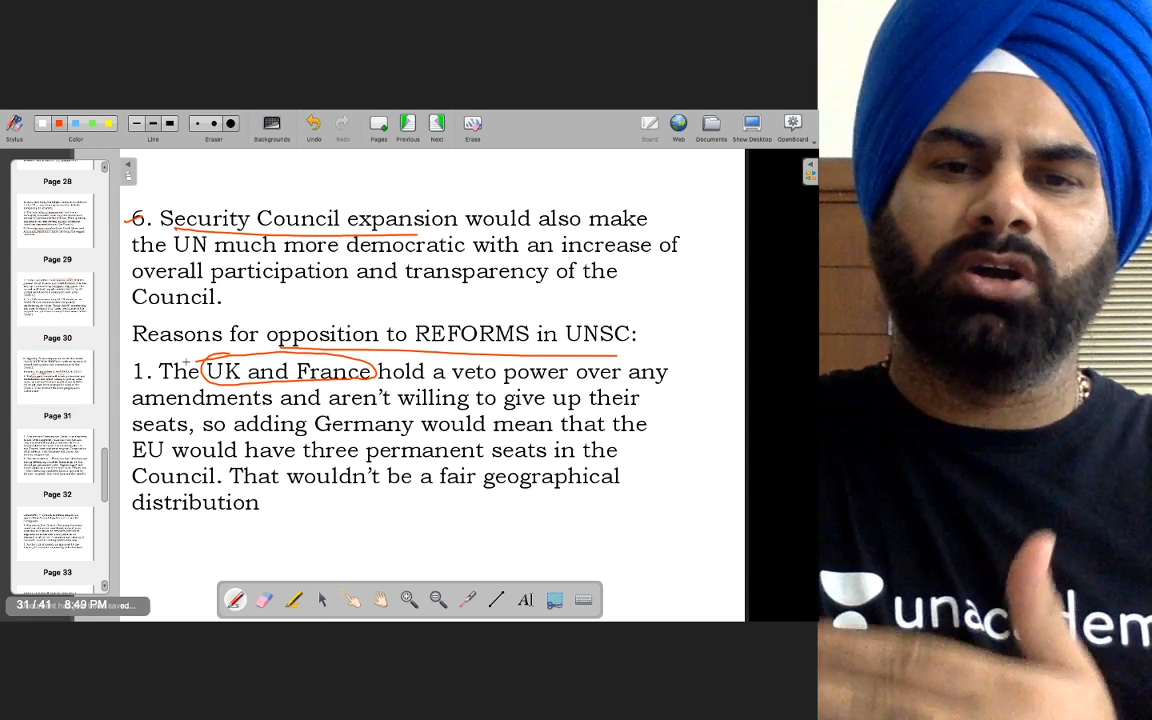 Stylus
Color
Line
Eraser
Backgrounds
Undo
Redo
Pages
Previous
Next
Erase
Board
Web
Documents
Show Desktop
OpenBoard
Page 28
Page 29
Page 30
Page 31
Page 32
Page 33
31 / 41 8:49 PM
6. Security Council expansion would also make
the UN much more democratic with an increase of
overall participation and transparency of the
Council.
Reasons for opposition to REFORMS in UNSC:
1. The UK and France hold a veto power over any
amendments and aren’t willing to give up their
seats, so adding Germany would mean that the
EU would have three permanent seats in the
Council. That wouldn’t be a fair geographical
distribution